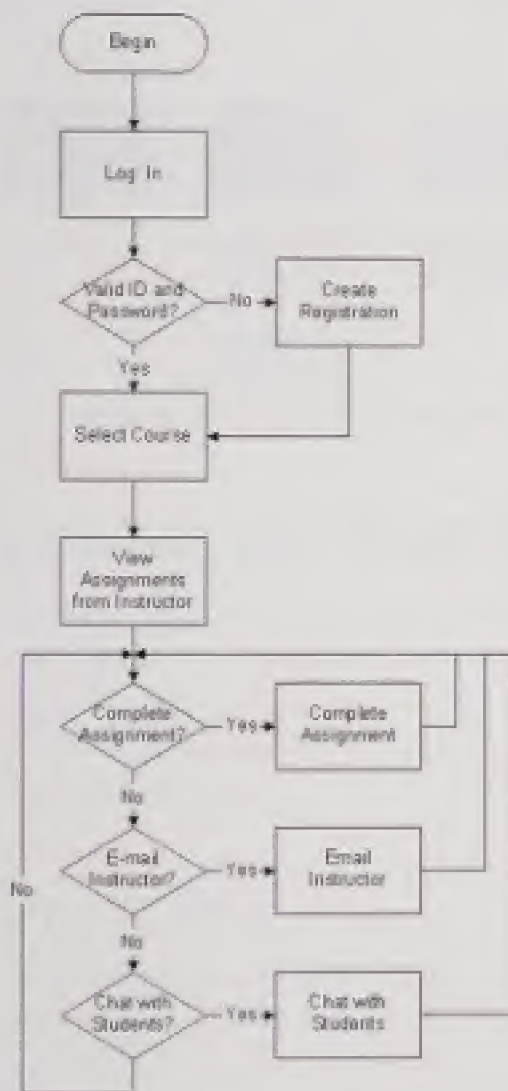 Begin
Log In
Valid ID and
Password?
No
Create
Registration
Yes
Select Course
View
Assignments
from Instructor
Complete
Assignment?
Yes
Complete
Assignment
No
E-mail
Instructor?
Yes
Email
Instructor
No
No
Chat with
Students?
Yes
Chat with
Students